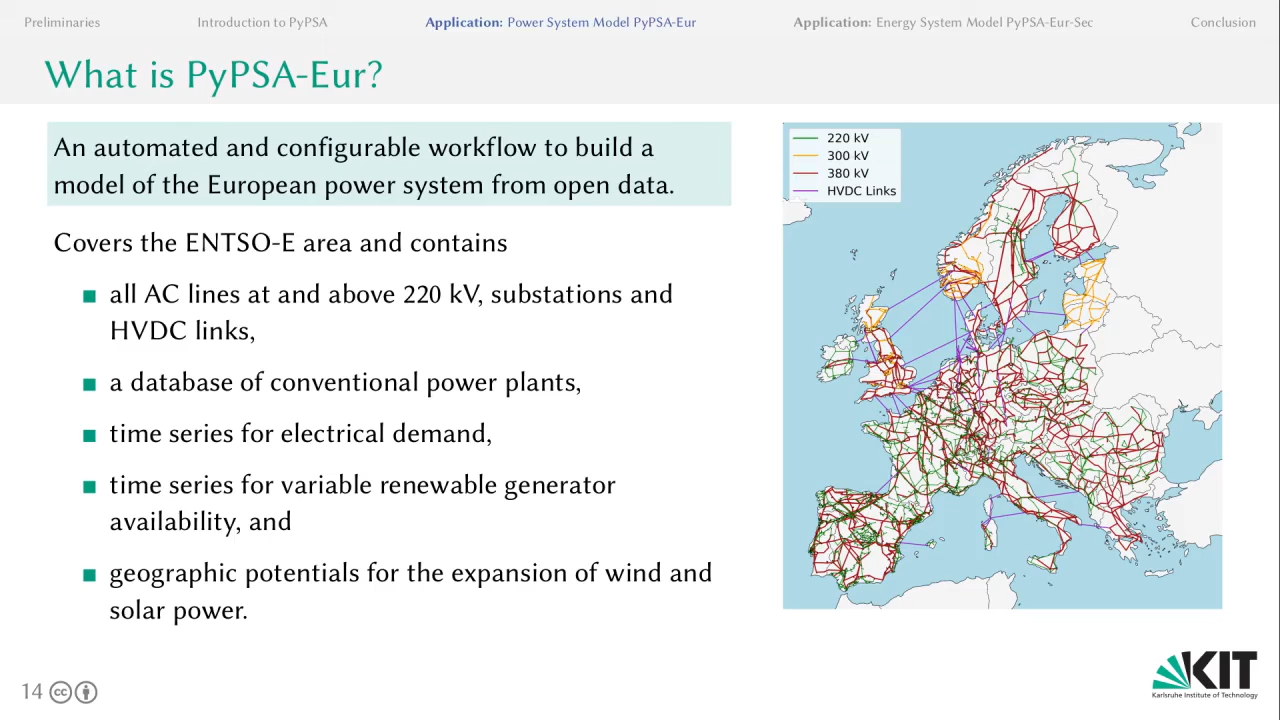 Preliminaries
Introduction to PyPSA
Application: Power System Model PyPSA-Eur
Application: Energy System Model PyPSA-Eur-Sec
Conclusion
What is PyPSA-Eur?
An automated and configurable workflow to build a
model of the European power system from open data.
Covers the ENTSO-E area and contains
all AC lines at and above 220 kV, substations and
HVDC links,
a database of conventional power plants,
time series for electrical demand,
time series for variable renewable generator
availability, and
geographic potentials for the expansion of wind and
solar power.
220 kV
300 kV
380 kV
HVDC Links
14
cc
KIT
Karlsruhe Institute of Technology